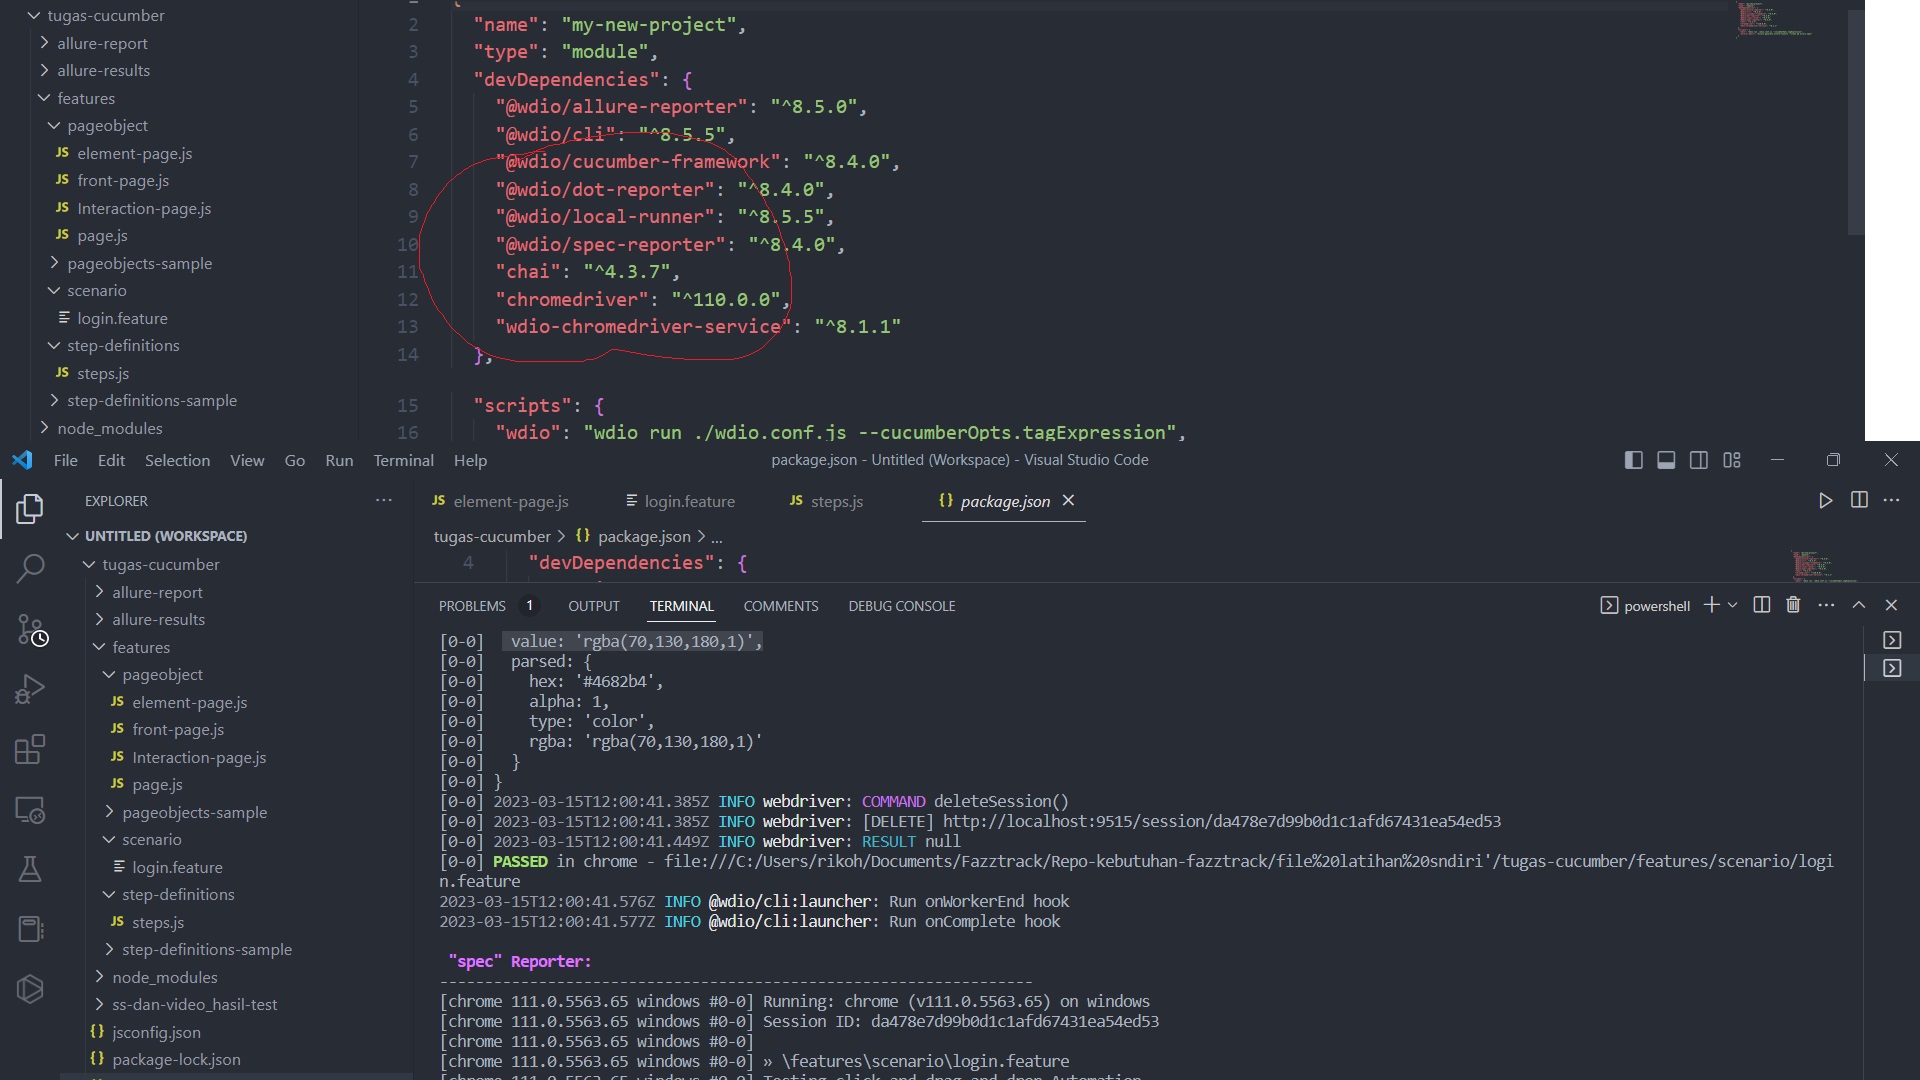 tugas-cucumber
allure-report
allure-results
features
pageobject
JS element-page.js
JS front-page.js
JS Interaction-page.js
JS page.js
pageobjects-sample
scenario
login.feature
step-definitions
JS steps.js
step-definitions-sample
node_modules
2 "name": "my-new-project",
3 "type": "module",
4 "devDependencies": {
5 "@wdio/allure-reporter": "^8.5.0",
6 "@wdio/cli": "^8.5.5",
7 "@wdio/cucumber-framework": "^8.4.0",
8 "@wdio/dot-reporter": "^8.4.0",
9 "@wdio/local-runner": "^8.5.5",
10 "@wdio/spec-reporter": "^8.4.0",
11 "chai": "^4.3.7",
12 "chromedriver": "^110.0.0",
13 "wdio-chromedriver-service": "^8.1.1"
14 },
15 "scripts": {
16 "wdio": "wdio run ./wdio.conf.js --cucumberOpts.tagExpression",
File Edit Selection View Go Run Terminal Help package.json - Untitled (Workspace) - Visual Studio Code
EXPLORER
UNTITLED (WORKSPACE)
tugas-cucumber
allure-report
allure-results
features
pageobject
JS element-page.js
JS front-page.js
JS Interaction-page.js
JS page.js
pageobjects-sample
scenario
login.feature
step-definitions
JS steps.js
step-definitions-sample
node_modules
ss-dan-video_hasil-test
{} jsconfig.json
{} package-lock.json
JS element-page.js login.feature JS steps.js {} package.json
tugas-cucumber > {} package.json > ...
4 "devDependencies": {
PROBLEMS 1 OUTPUT TERMINAL COMMENTS DEBUG CONSOLE powershell
[0-0] value: 'rgba(70,130,180,1)',
[0-0] parsed: {
[0-0] hex: '#4682b4',
[0-0] alpha: 1,
[0-0] type: 'color',
[0-0] rgba: 'rgba(70,130,180,1)'
[0-0] }
[0-0] }
[0-0] 2023-03-15T12:00:41.385Z INFO webdriver: COMMAND deleteSession()
[0-0] 2023-03-15T12:00:41.385Z INFO webdriver: [DELETE] http://localhost:9515/session/da478e7d99b0d1c1afd67431ea54ed53
[0-0] 2023-03-15T12:00:41.449Z INFO webdriver: RESULT null
[0-0] PASSED in chrome - file:///C:/Users/rikoh/Documents/Fazztrack/Repo-kebutuhan-fazztrack/file%20latihan%20sndiri'/tugas-cucumber/features/scenario/logi
n.feature
2023-03-15T12:00:41.576Z INFO @wdio/cli:launcher: Run onWorkerEnd hook
2023-03-15T12:00:41.577Z INFO @wdio/cli:launcher: Run onComplete hook
"spec" Reporter:
------------------------------------------------------------------
[chrome 111.0.5563.65 windows #0-0] Running: chrome (v111.0.5563.65) on windows
[chrome 111.0.5563.65 windows #0-0] Session ID: da478e7d99b0d1c1afd67431ea54ed53
[chrome 111.0.5563.65 windows #0-0]
[chrome 111.0.5563.65 windows #0-0] » \features\scenario\login.feature
[chrome 111.0.5563.65 windows #0-0] Testing click and drag and drop Automation